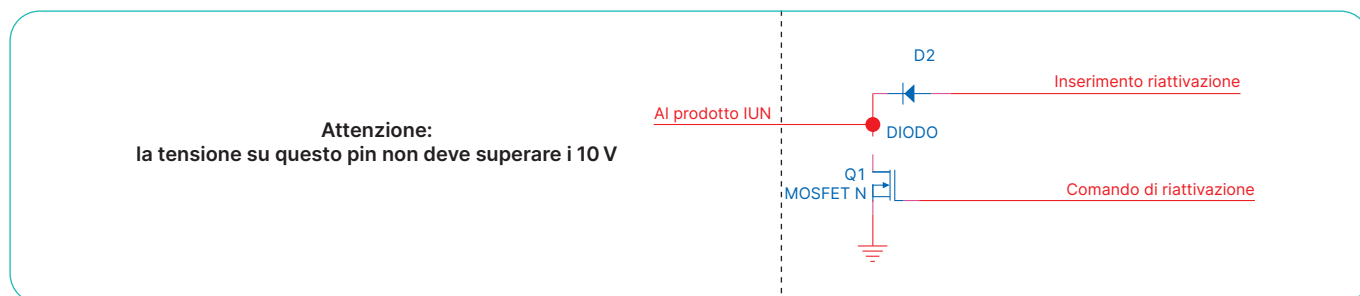 D2
Inserimento riattivazione
Al prodotto IUN
Attenzione:
la tensione su questo pin non deve superare i 10 V
DIODO
Q1
MOSFET N
Comando di riattivazione